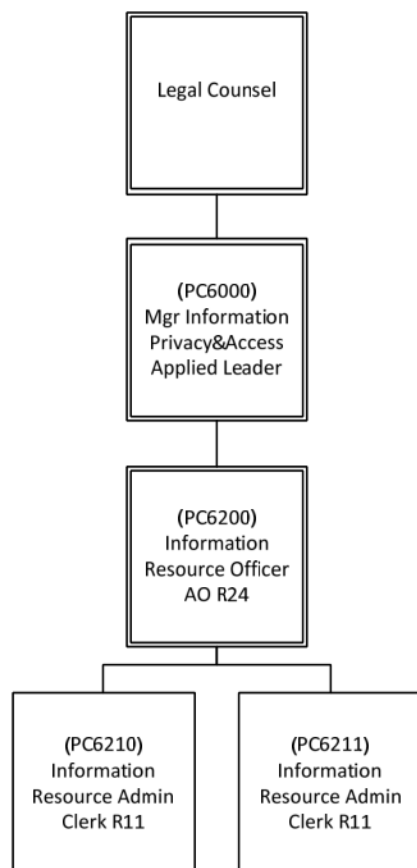 Legal Counsel
(PC6000)
Mgr Information
Privacy&Access
Applied Leader
(PC6200)
Information
Resource Officer
AO R24
(PC6210)
Information
Resource Admin
Clerk R11
(PC6211)
Information
Resource Admin
Clerk R11